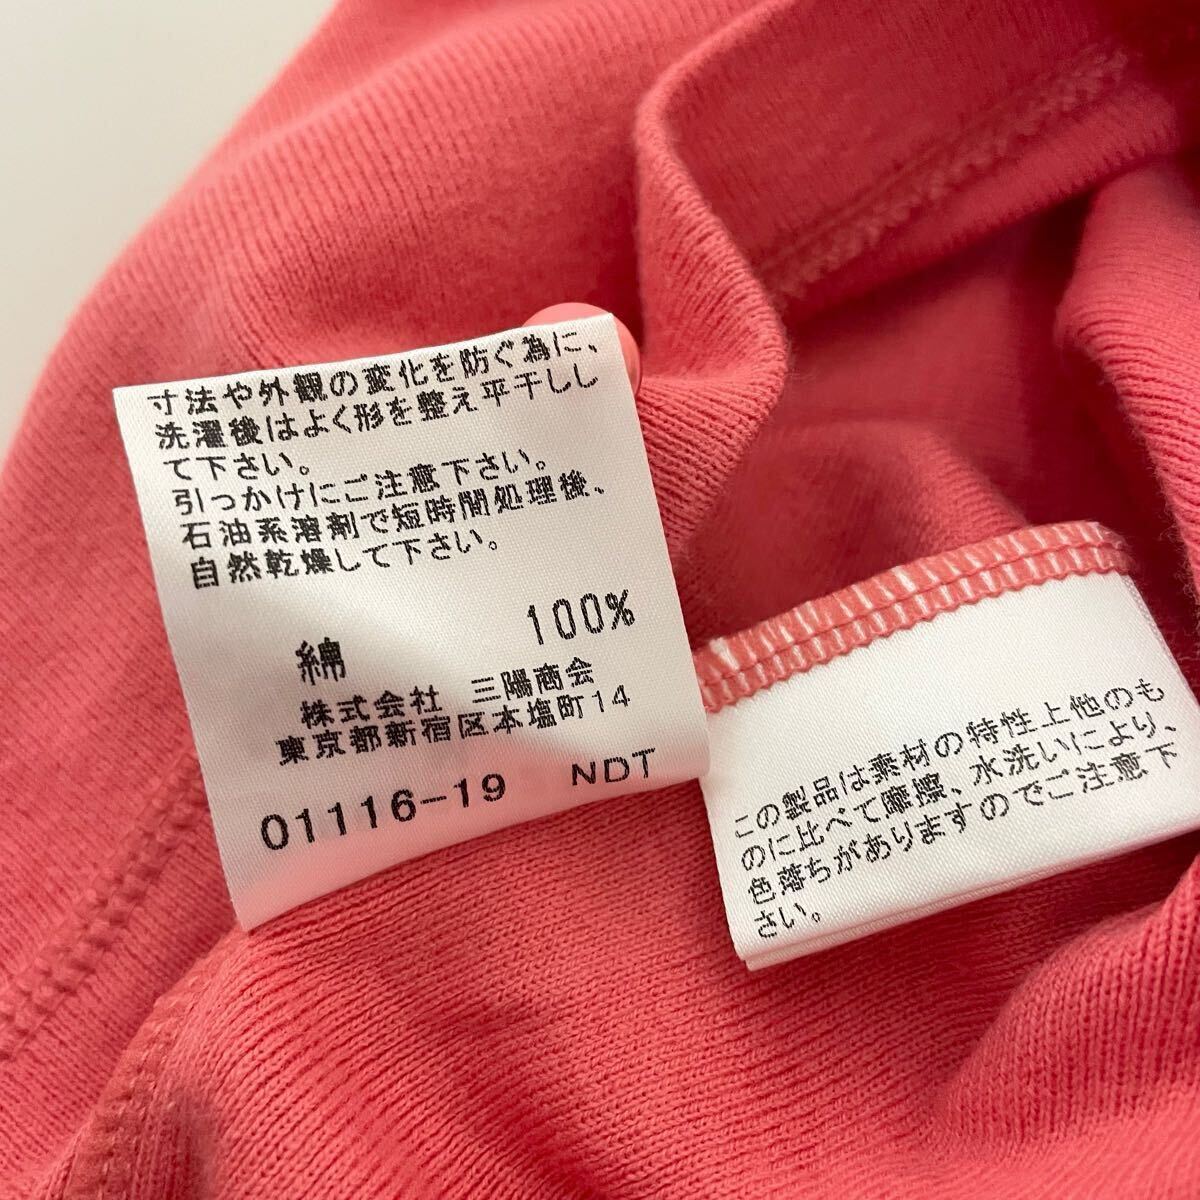 寸法や外観の変化を防ぐ為に、
洗濯後はよく形を整え平干しし
て下さい。
引っかけにご注意下さい。
石油系溶剤で短時間処理後、
自然乾燥して下さい。
綿 100%
株式会社 三陽商会
東京都新宿区本塩町14
01116-19 NDT
この製品は素材の特性上他のも
のに比べて摩擦、水洗いにより、
色落ちがありますのでご注意下
さい。